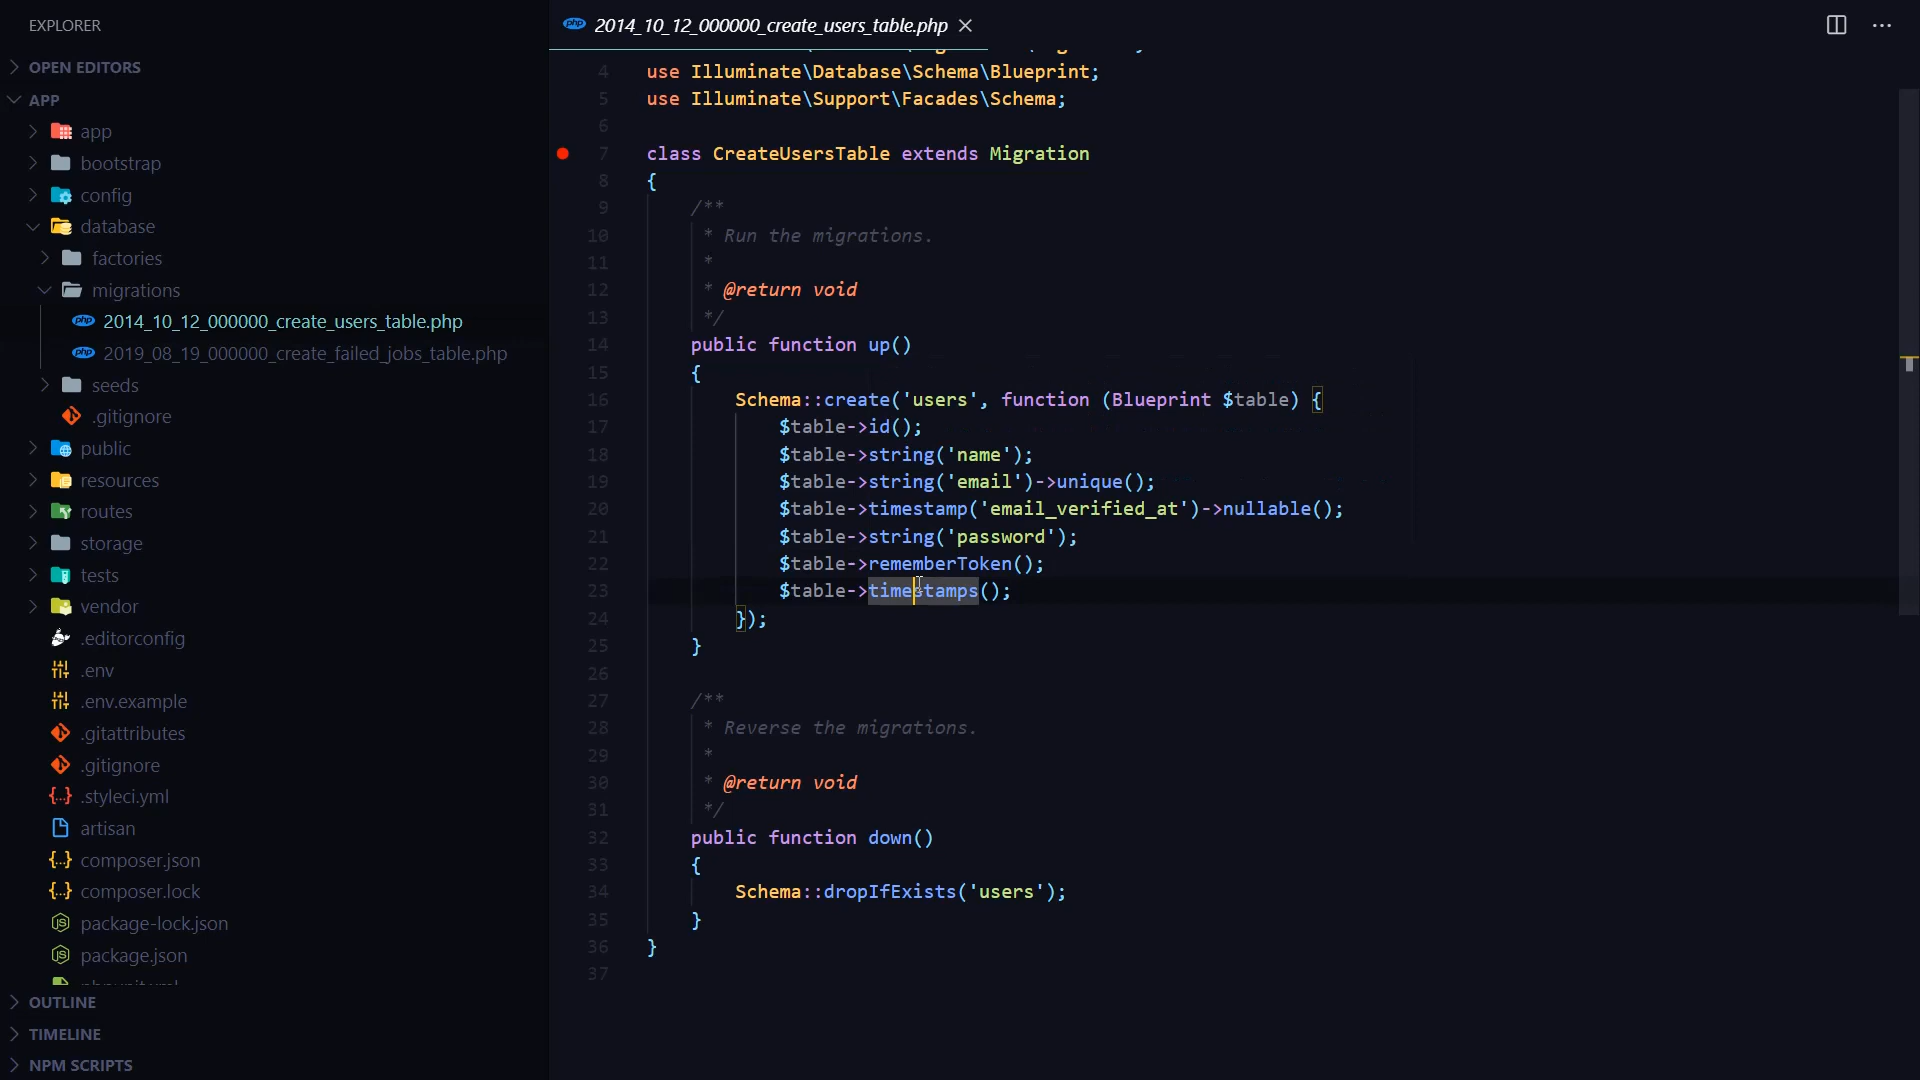 EXPLORER
OPEN EDITORS
APP
app
bootstrap
config
database
factories
migrations
php 2014_10_12_000000_create_users_table.php
php 2019_08_19_000000_create_failed_jobs_table.php
seeds
.gitignore
public
resources
routes
storage
tests
vendor
.editorconfig
.env
.env.example
.gitattributes
.gitignore
{..} .styleci.yml
artisan
{..} composer.json
{..} composer.lock
package-lock.json
package.json
OUTLINE
TIMELINE
NPM SCRIPTS
php 2014_10_12_000000_create_users_table.php
4 use Illuminate\Database\Schema\Blueprint;
5 use Illuminate\Support\Facades\Schema;
6
7 class CreateUsersTable extends Migration
8 {
9 /**
10 * Run the migrations.
11 *
12 * @return void
13 */
14 public function up()
15 {
16 Schema::create('users', function (Blueprint $table) {
17 $table->id();
18 $table->string('name');
19 $table->string('email')->unique();
20 $table->timestamp('email_verified_at')->nullable();
21 $table->string('password');
22 $table->rememberToken();
23 $table->timestamps();
24 });
25 }
26
27 /**
28 * Reverse the migrations.
29 *
30 * @return void
31 */
32 public function down()
33 {
34 Schema::dropIfExists('users');
35 }
36 }
37